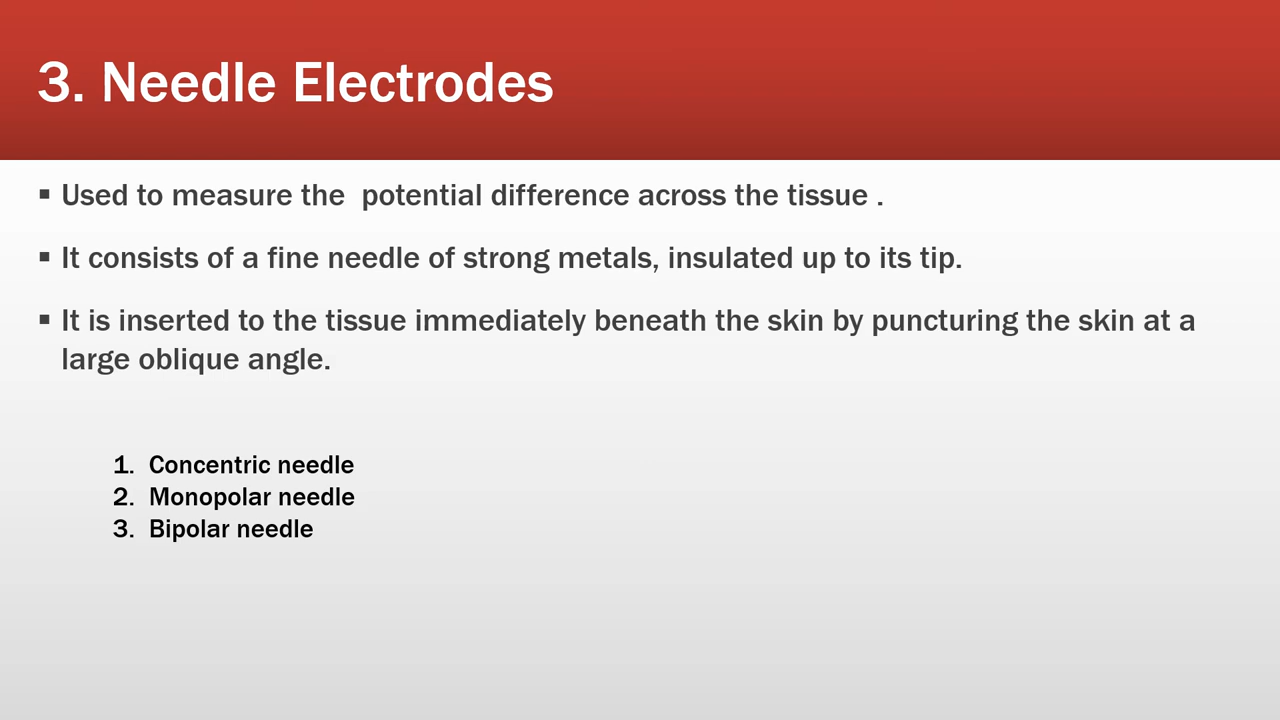 3. Needle Electrodes
▪ Used to measure the  potential difference across the tissue .
▪ It consists of a fine needle of strong metals, insulated up to its tip.
▪ It is inserted to the tissue immediately beneath the skin by puncturing the skin at a
large oblique angle.
1. Concentric needle
2. Monopolar needle
3. Bipolar needle